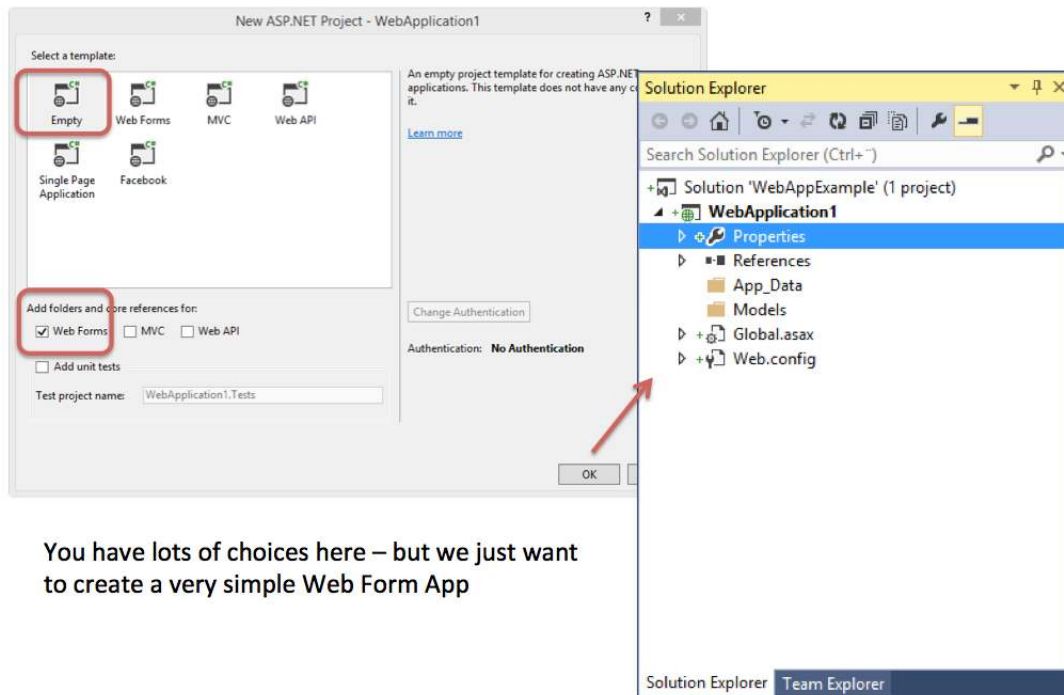 New ASP.NET Project - WebApplication1
?
Select a template:
Empty
Web Forms
MVC
Web API
Single Page
Application
Facebook
An empty project template for creating ASP.NET
applications. This template does not have any
it.
Learn more
Add folders and core references for:
Web Forms
MVC
Web API
Add unit tests
Test project name:
WebApplication1.Tests
Change Authentication
Authentication: No Authentication
OK
Solution Explorer
Search Solution Explorer (Ctrl+¨)
Solution 'WebAppExample' (1 project)
WebApplication1
Properties
References
App_Data
Models
Global.asax
Web.config
Solution Explorer
Team Explorer
You have lots of choices here – but we just want
to create a very simple Web Form App